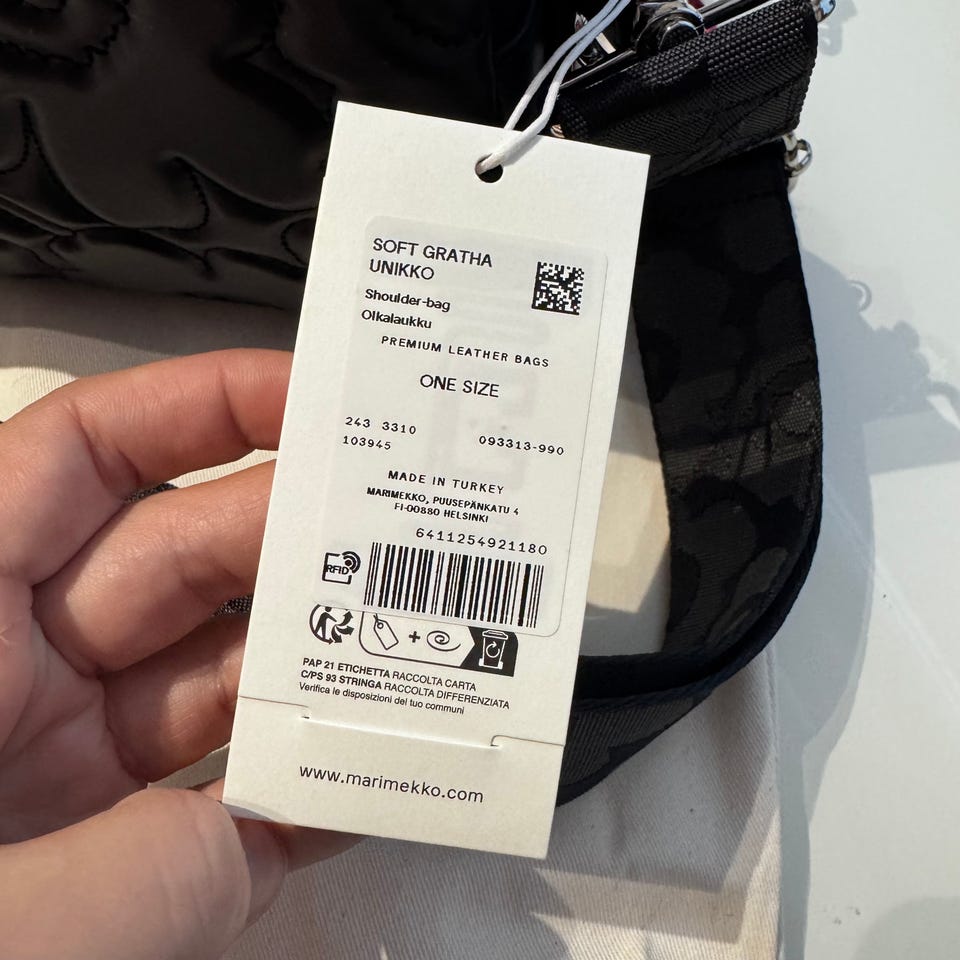 SOFT GRATHA
UNIKKO
Shoulder-bag
Olkalaukku
PREMIUM LEATHER BAGS
ONE SIZE
243 3310
103945 093313-990
MADE IN TURKEY
MARIMEKKO, PUUSEPÄNKATU 4
FI-00880 HELSINKI
6411254921180
RFID
PAP 21 ETICHETTA RACCOLTA CARTA
C/PS 93 STRINGA RACCOLTA DIFFERENZIATA
Verifica le disposizioni del tuo communi
www.marimekko.com